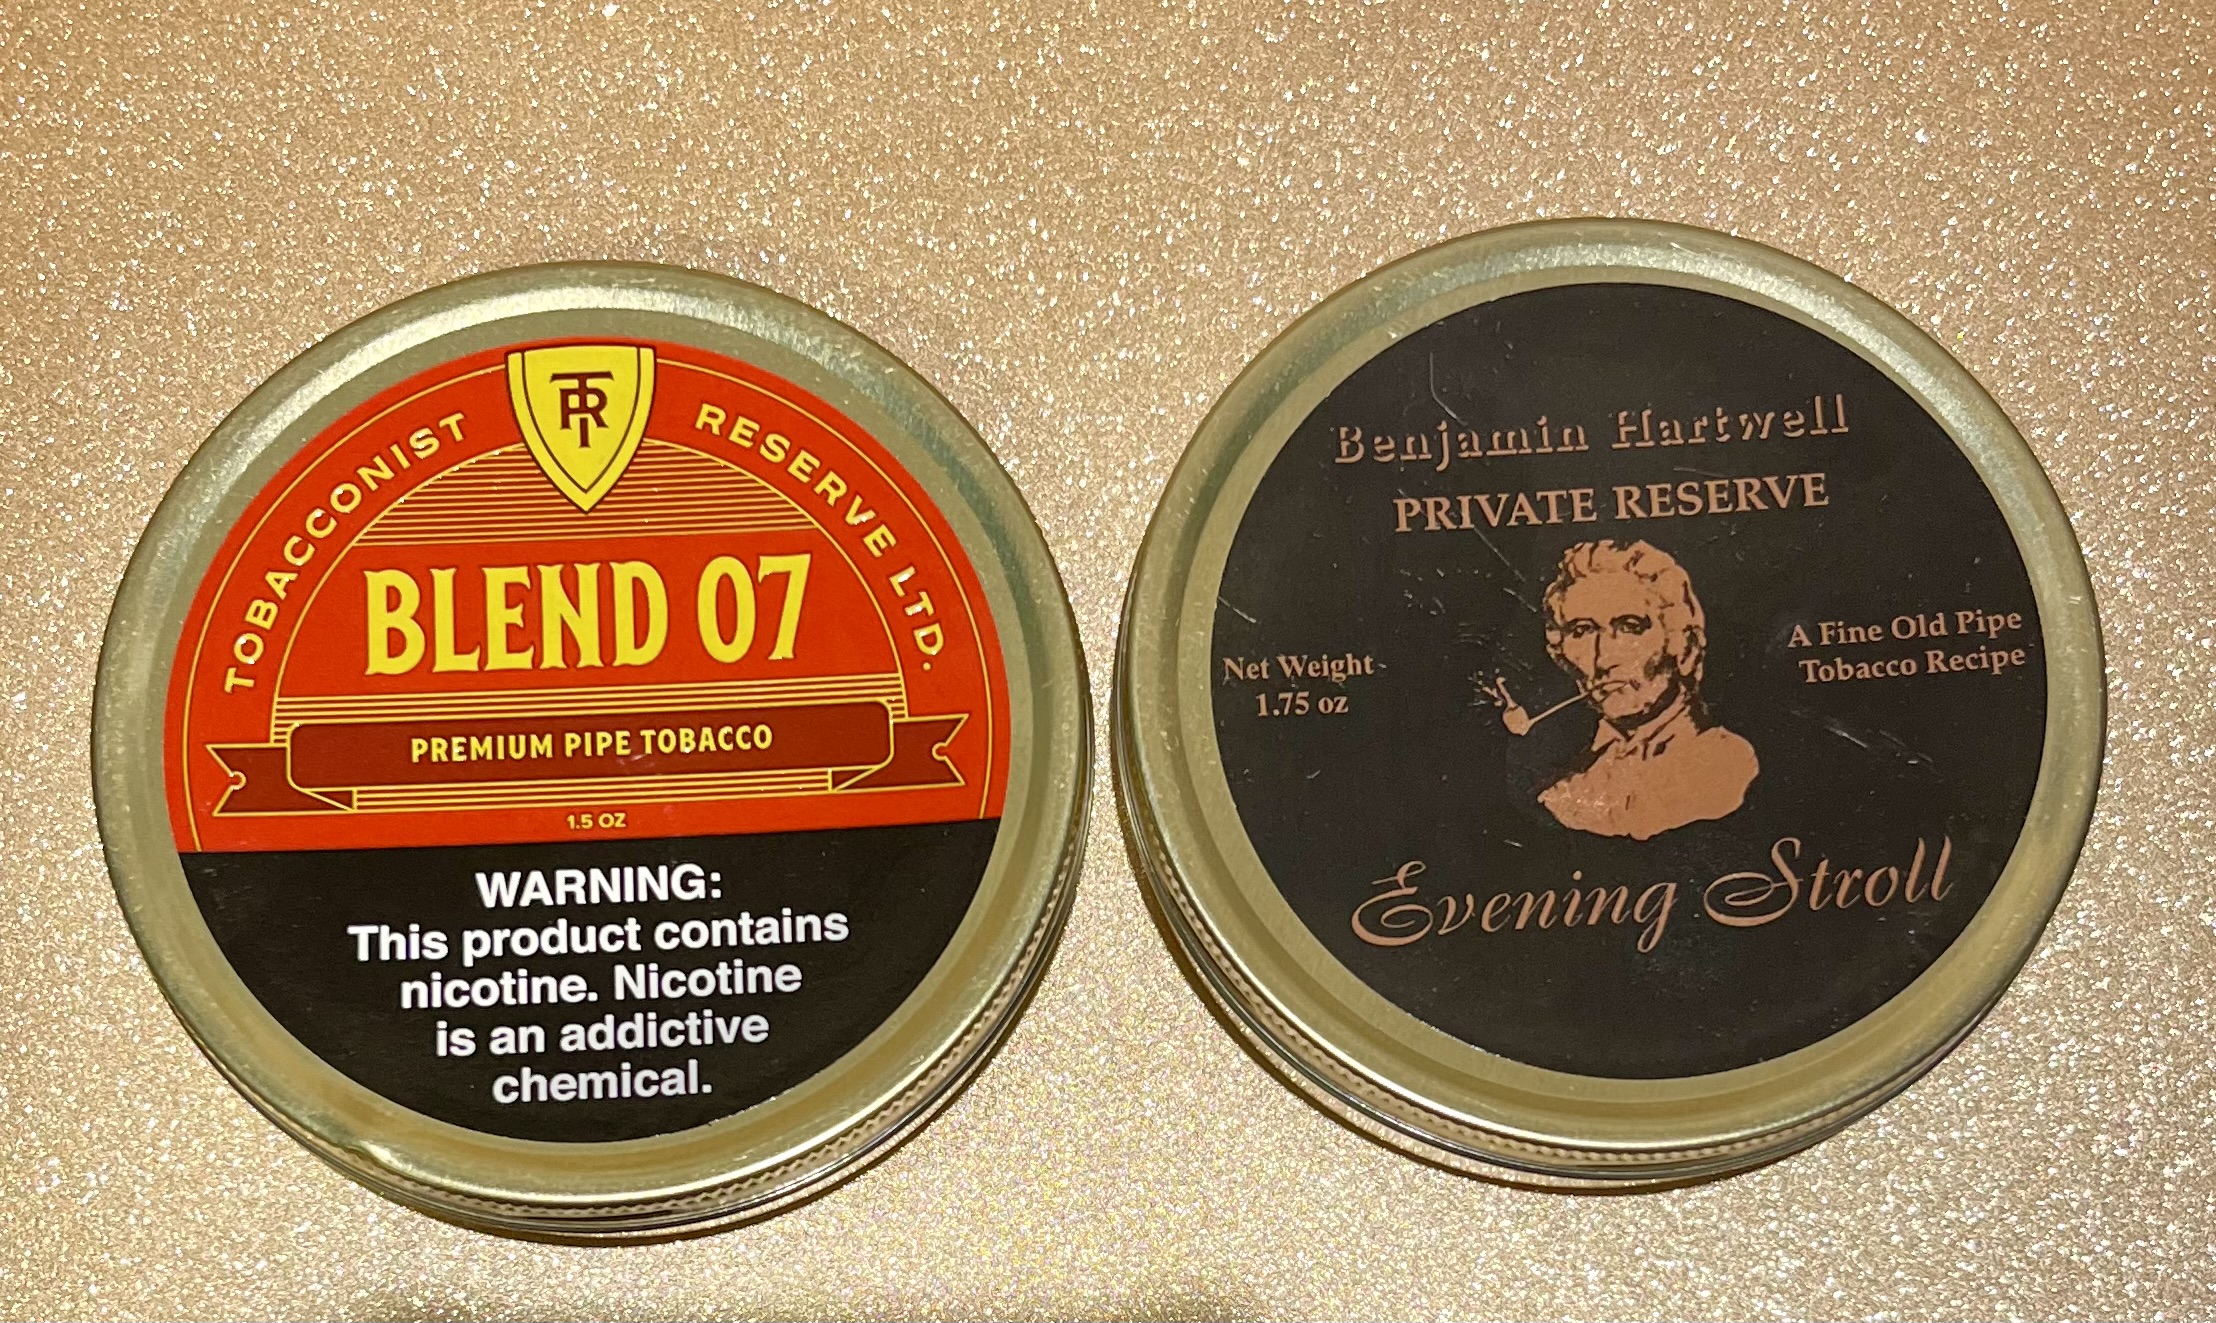 TOBACCONIST RESERVE LTD.
TRT
BLEND 07
PREMIUM PIPE TOBACCO
1.5 OZ
WARNING:
This product contains
nicotine. Nicotine
is an addictive
chemical.
Benjamin Hartwell
PRIVATE RESERVE
Net Weight
1.75 oz
A Fine Old Pipe
Tobacco Recipe
Evening Stroll